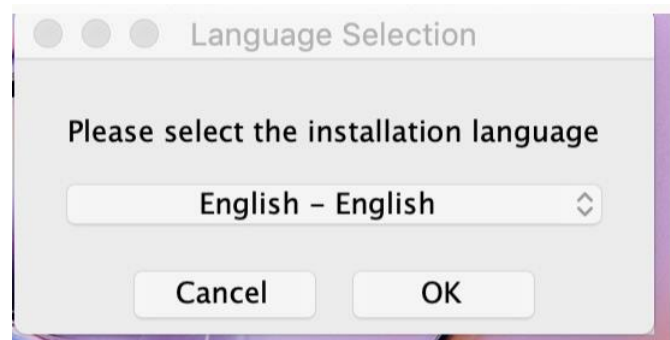 Language Selection
Please select the installation language
English – English
Cancel
OK